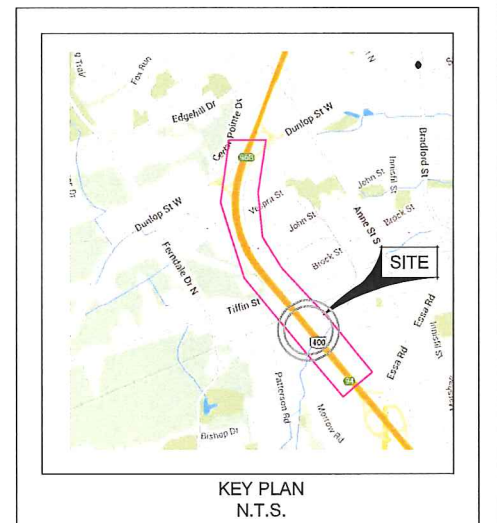 Fox Run
Edgehill Dr
Cedar Pointe Dr
Dunlop St W
Bradford St
96B
John St
Innisfil St
Vespra St
Dunlop St W
John St
Anne St S
Brock St
Brock St
SITE
Ferndale Dr N
Tiffin St
Essa Rd
Innisfil St
400
Essa Rd
94
Patterson Rd
Morrow Rd
Bishop Dr
KEY PLAN
N.T.S.